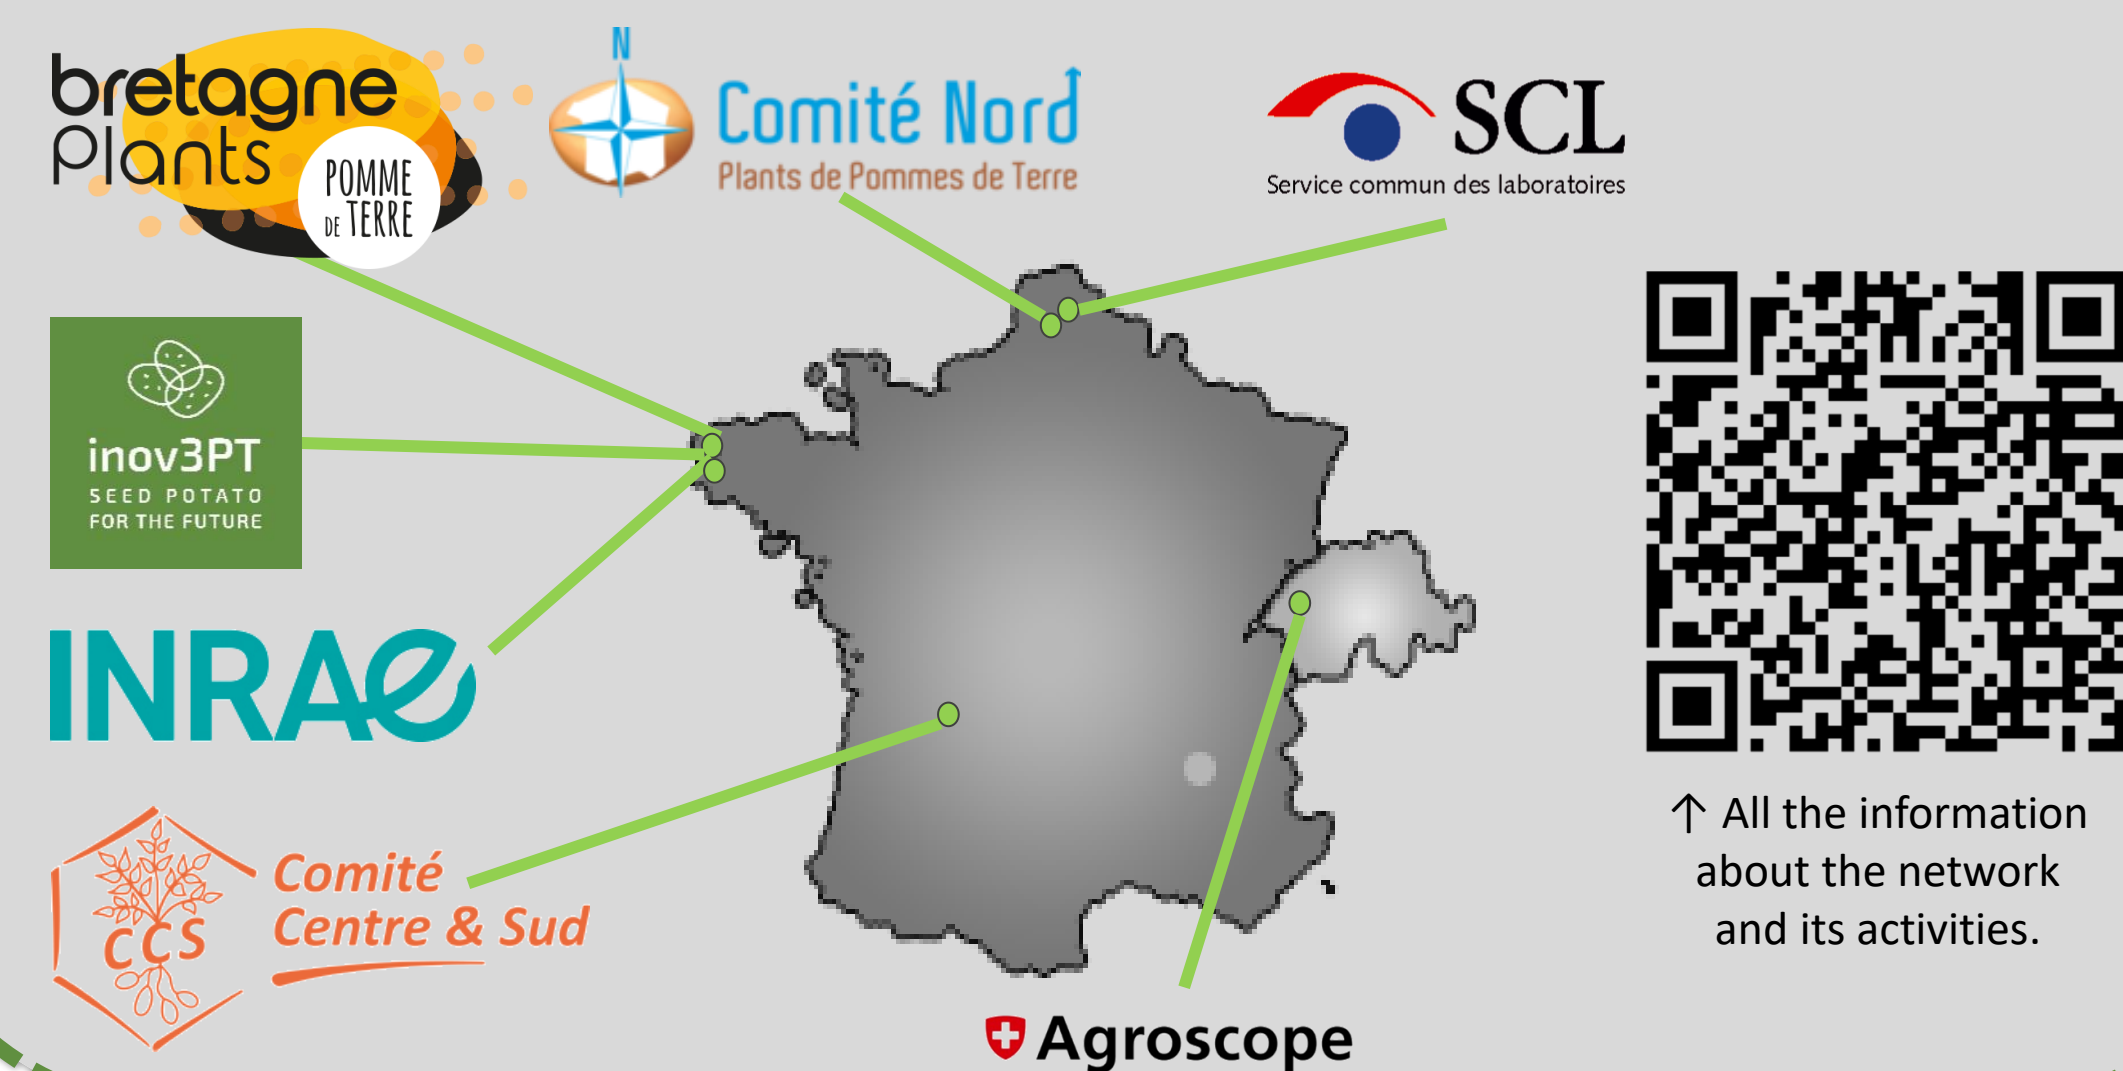 bretagne
Plants
POMME
DE TERRE
N
Comité Nord
Plants de Pommes de Terre
SCL
Service commun des laboratoires
inov3PT
SEED POTATO
FOR THE FUTURE
INRAE
CCS
Comité
Centre & Sud
Agroscope
↑ All the information
about the network
and its activities.